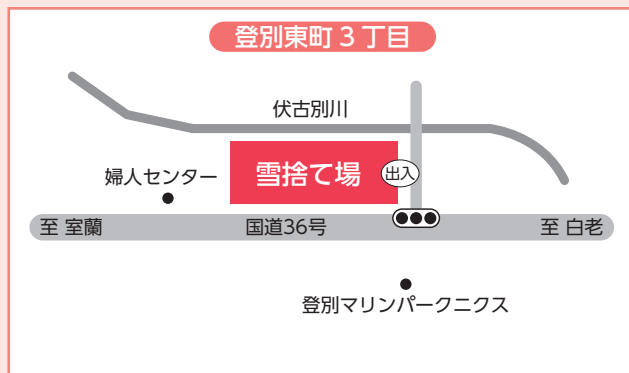 登別東町3丁目
伏古別川
雪捨て場
出入
婦人センター
至 室蘭
国道36号
至 白老
登別マリンパークニクス